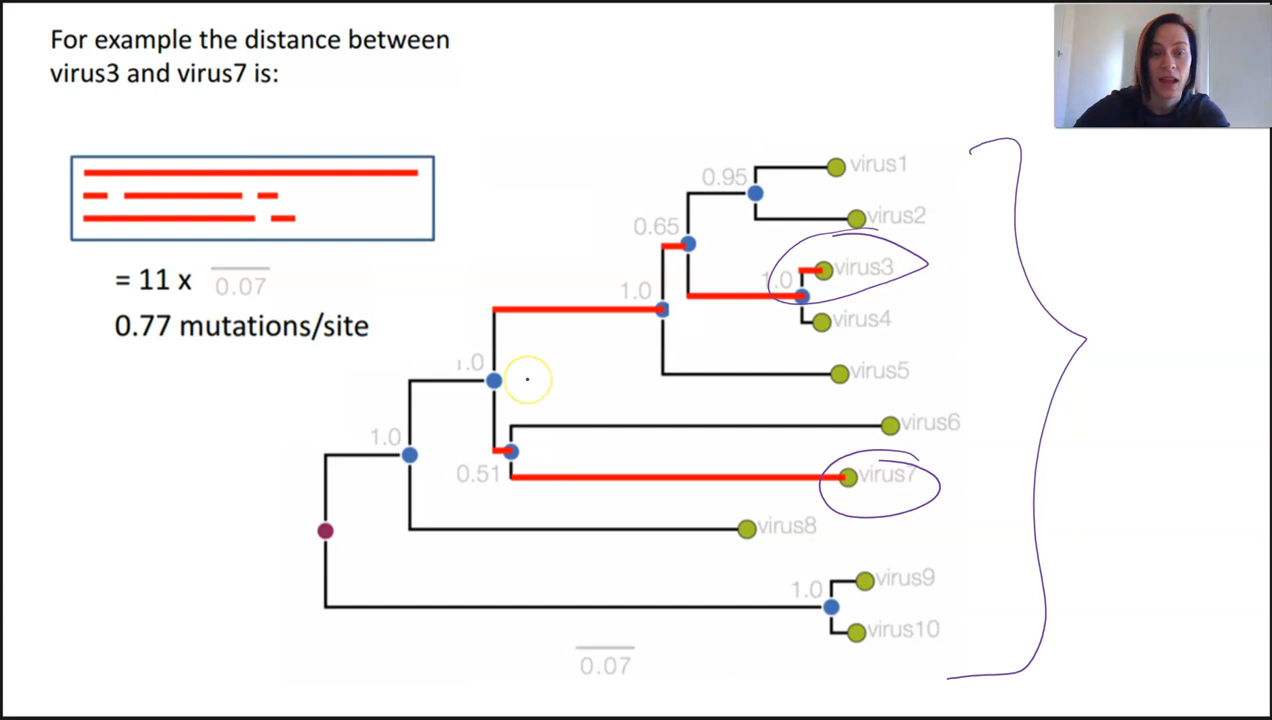 For example the distance between
virus3 and virus7 is:
= 11 x 0.07
0.77 mutations/site
0.95
virus1
virus2
0.65
virus3
1.0
1.0
virus4
virus5
1.0
virus6
1.0
0.51
virus7
virus8
virus9
1.0
virus10
0.07